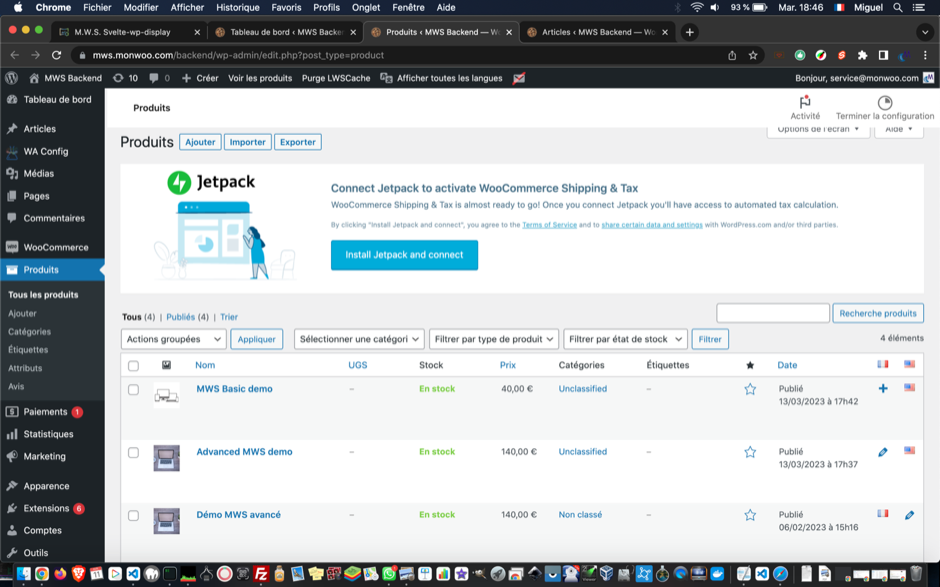 Chrome Fichier Modifier Afficher Historique Favoris Profils Onglet Fenêtre Aide 93 % Mar. 18:46 Miguel
M.W.S. Svelte-wp-display Tableau de bord ‹ MWS Backe Produits ‹ MWS Backend — W Articles ‹ MWS Backend — Wo
mws.monwoo.com/backend/wp-admin/edit.php?post_type=product
MWS Backend 10 0 Créer Voir les produits Purge LWSCache Afficher toutes les langues Bonjour, service@monwoo.com
Tableau de bord
Articles
WA Config
Médias
Pages
Commentaires
WooCommerce
Produits
Tous les produits
Ajouter
Catégories
Étiquettes
Attributs
Avis
Paiements 1
Statistiques
Marketing
Apparence
Extensions 6
Comptes
Outils
Produits
Activité Terminer la configuration
Options de l'écran Aide
Produits Ajouter Importer Exporter
Jetpack
Connect Jetpack to activate WooCommerce Shipping & Tax
WooCommerce Shipping & Tax is almost ready to go! Once you connect Jetpack you'll have access to automated tax calculation.
By clicking "Install Jetpack and connect", you agree to the Terms of Service and to share certain data and settings with WordPress.com and/or third parties.
Install Jetpack and connect
Tous (4) | Publiés (4) | Trier
Recherche produits
Actions groupées Appliquer Sélectionner une catégori Filtrer par type de produit Filtrer par état de stock Filtrer 4 éléments
Nom UGS Stock Prix Catégories Étiquettes Date
MWS Basic demo – En stock 40,00 € Unclassified – Publié
13/03/2023 à 17h42
Advanced MWS demo – En stock 140,00 € Unclassified – Publié
13/03/2023 à 17h37
Démo MWS avancé – En stock 140,00 € Non classé – Publié
06/02/2023 à 15h16